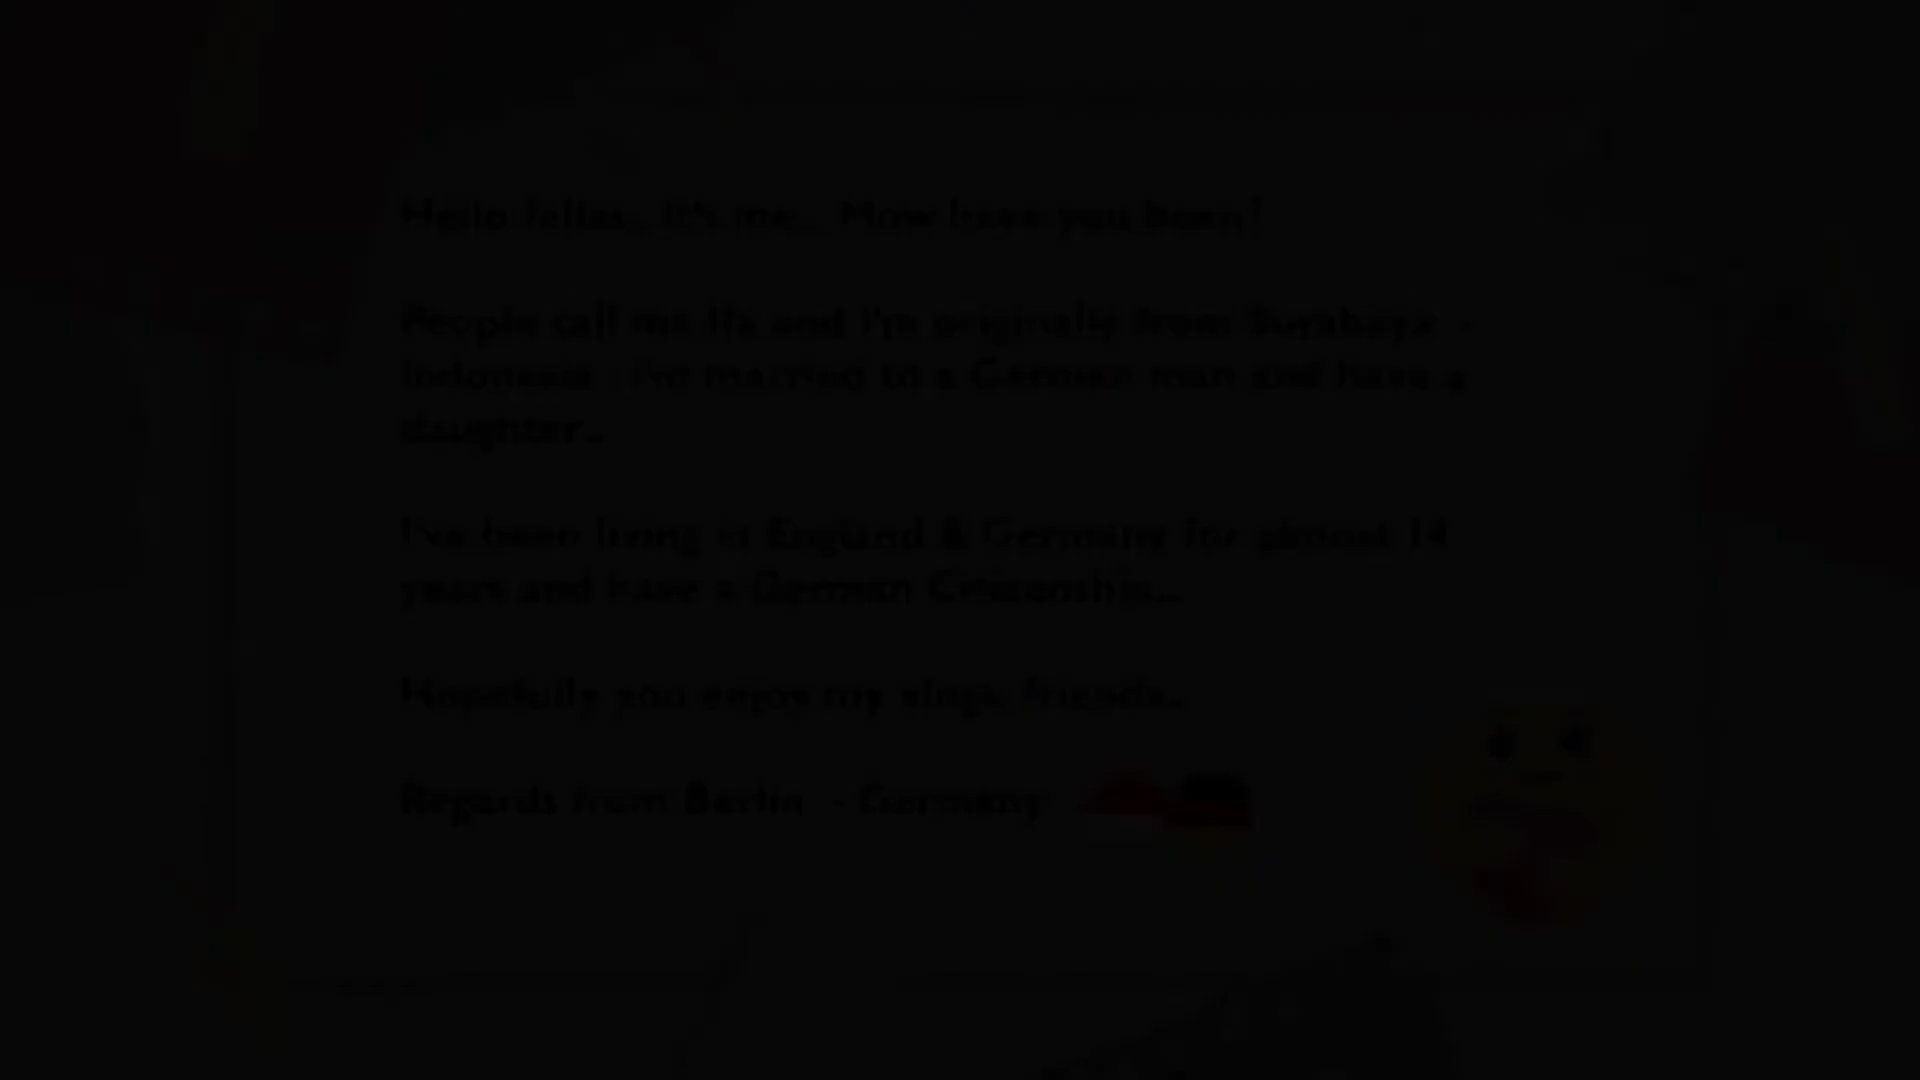 Hello fellas, it's me.. How have you been?
People call me Ifa and I'm originally from Surabaya -
Indonesia . I'm married to a German man and have a
daughter..
I've been living in England & Germany for almost 14
years and have a German Citizenship...
Hopefully you enjoy my vlogs friends..
Regards from Berlin - Germany